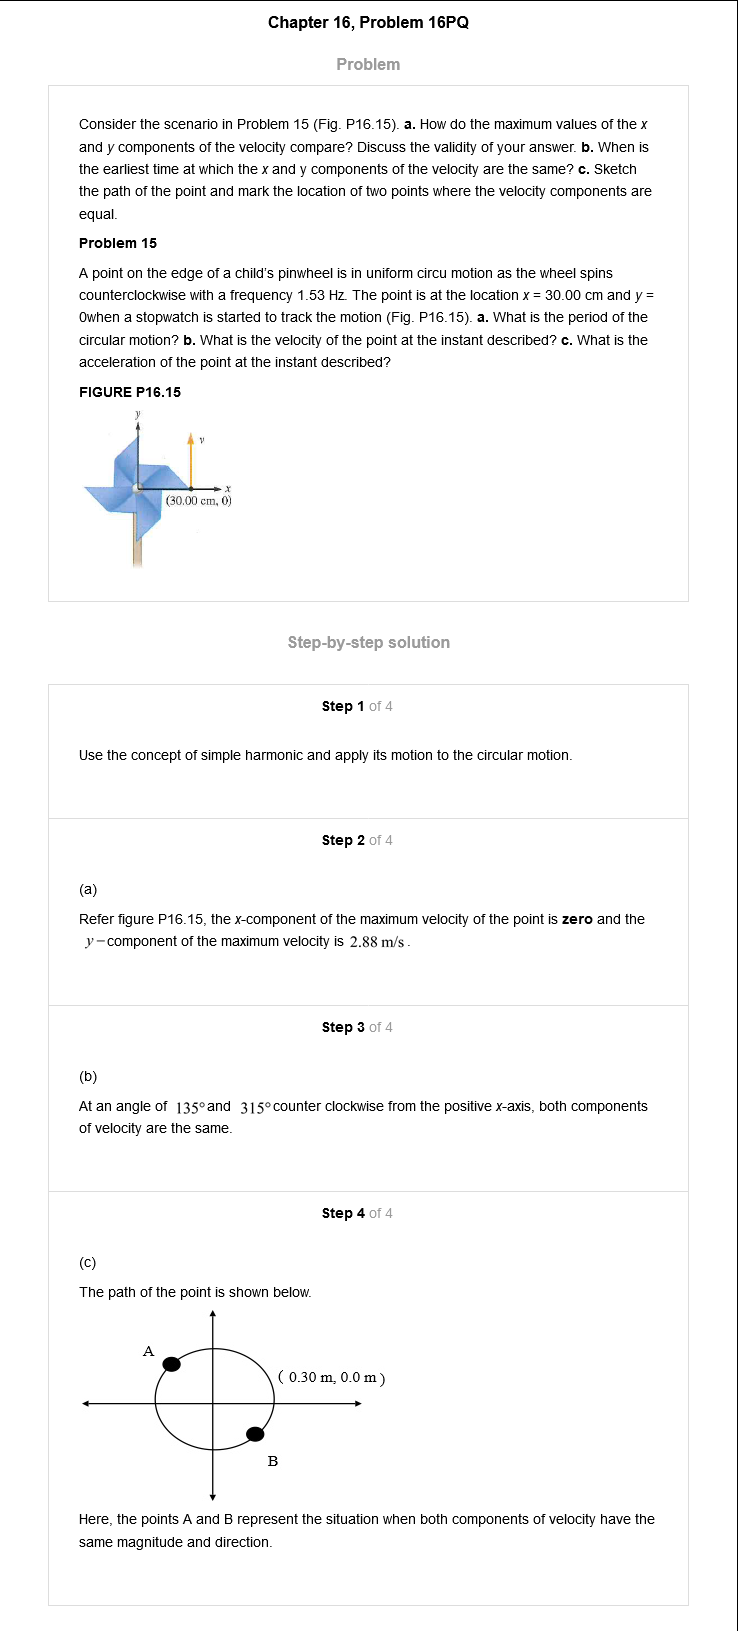 Chapter 16, Problem 16PQ
Problem
Consider the scenario in Problem 15 (Fig. P16.15). a. How do the maximum values of the x
and y components of the velocity compare? Discuss the validity of your answer. b. When is
the earliest time at which the x and y components of the velocity are the same? c. Sketch
the path of the point and mark the location of two points where the velocity components are
equal.
Problem 15
A point on the edge of a child's pinwheel is in uniform circu motion as the wheel spins
counterclockwise with a frequency 1.53 Hz. The point is at the location x = 30.00 cm and y =
0when a stopwatch is started to track the motion (Fig. P16.15). a. What is the period of the
circular motion? b. What is the velocity of the point at the instant described? c. What is the
acceleration of the point at the instant described?
FIGURE P16.15
y
v
x
(30.00 cm, 0)
Step-by-step solution
Step 1 of 4
Use the concept of simple harmonic and apply its motion to the circular motion.
Step 2 of 4
(a)
Refer figure P16.15, the x-component of the maximum velocity of the point is zero and the
y−component of the maximum velocity is 2.88 m/s.
Step 3 of 4
(b)
At an angle of 135° and 315° counter clockwise from the positive x-axis, both components
of velocity are the same.
Step 4 of 4
(c)
The path of the point is shown below.
A
( 0.30 m, 0.0 m )
B
Here, the points A and B represent the situation when both components of velocity have the
same magnitude and direction.